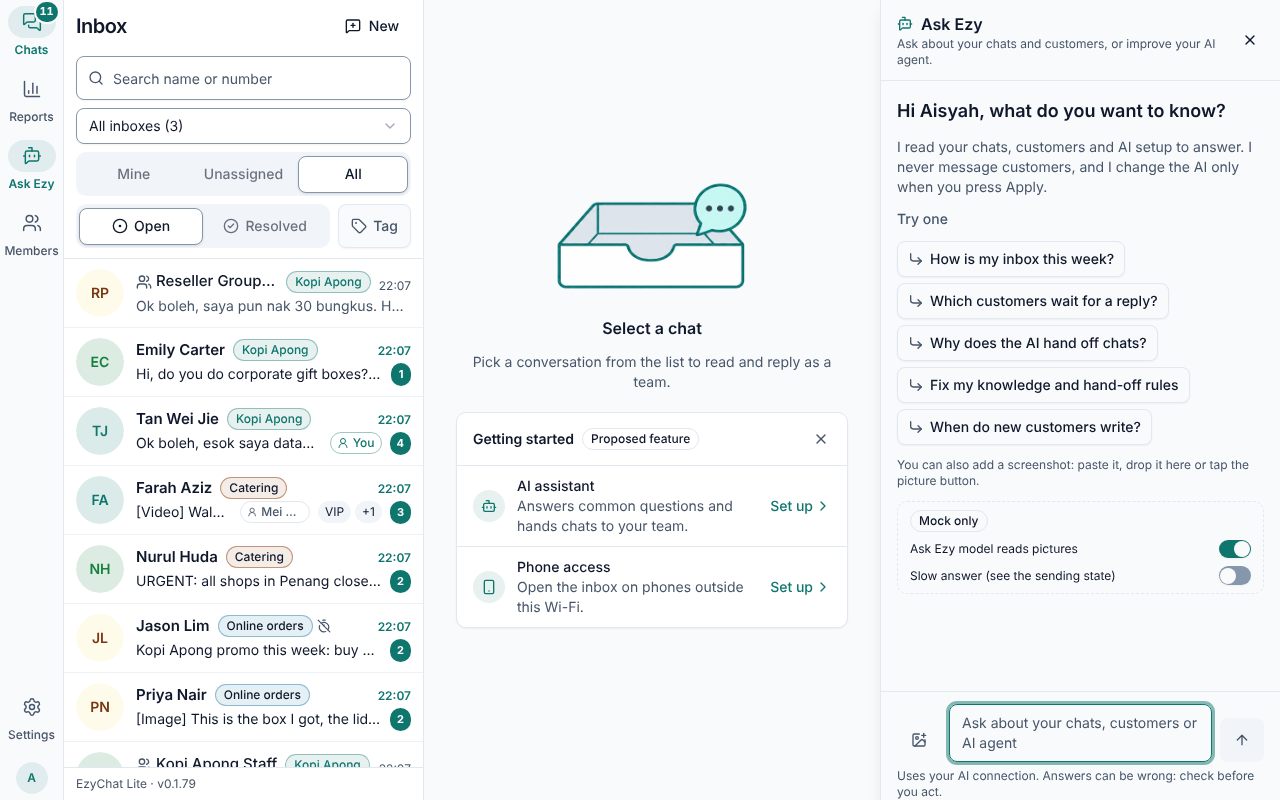 11
Chats
Reports
Ask Ezy
Members
Settings
A
Inbox
New
Search name or number
All inboxes (3)
Mine Unassigned All
Open Resolved Tag
RP Reseller Group... Kopi Apong 22:07
Ok boleh, saya pun nak 30 bungkus. H...
EC Emily Carter Kopi Apong 22:07
Hi, do you do corporate gift boxes?... 1
TJ Tan Wei Jie Kopi Apong 22:07
Ok boleh, esok saya data... You 4
FA Farah Aziz Catering 22:07
[Video] Wal... Mei ... VIP +1 3
NH Nurul Huda Catering 22:07
URGENT: all shops in Penang close... 2
JL Jason Lim Online orders 22:07
Kopi Apong promo this week: buy ... 2
PN Priya Nair Online orders 22:07
[Image] This is the box I got, the lid... 2
Kopi Apong Staff Kopi Apong 22:07
EzyChat Lite · v0.1.79
Select a chat
Pick a conversation from the list to read and reply as a
team.
Getting started Proposed feature
AI assistant
Answers common questions and
hands chats to your team.
Set up
Phone access
Open the inbox on phones outside
this Wi-Fi.
Set up
Ask Ezy
Ask about your chats and customers, or improve your AI
agent.
Hi Aisyah, what do you want to know?
I read your chats, customers and AI setup to answer. I
never message customers, and I change the AI only
when you press Apply.
Try one
How is my inbox this week?
Which customers wait for a reply?
Why does the AI hand off chats?
Fix my knowledge and hand-off rules
When do new customers write?
You can also add a screenshot: paste it, drop it here or tap the
picture button.
Mock only
Ask Ezy model reads pictures
Slow answer (see the sending state)
Ask about your chats, customers or
AI agent
Uses your AI connection. Answers can be wrong: check before
you act.